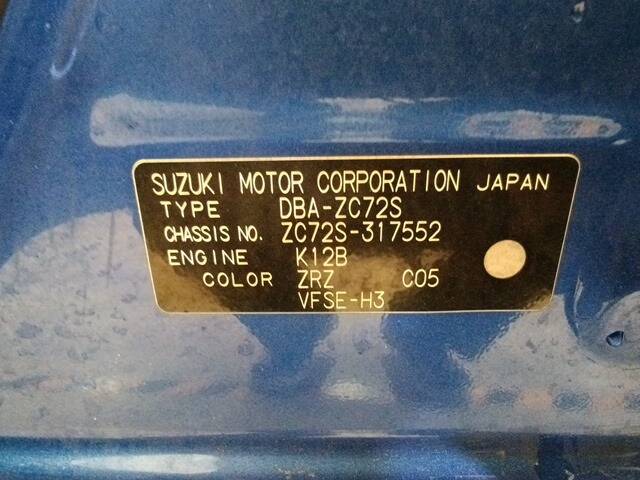 SUZUKI MOTOR CORPORATION JAPAN
TYPE DBA-ZC72S
CHASSIS NO. ZC72S-317552
ENGINE K12B
COLOR ZRZ C05
VFSE-H3